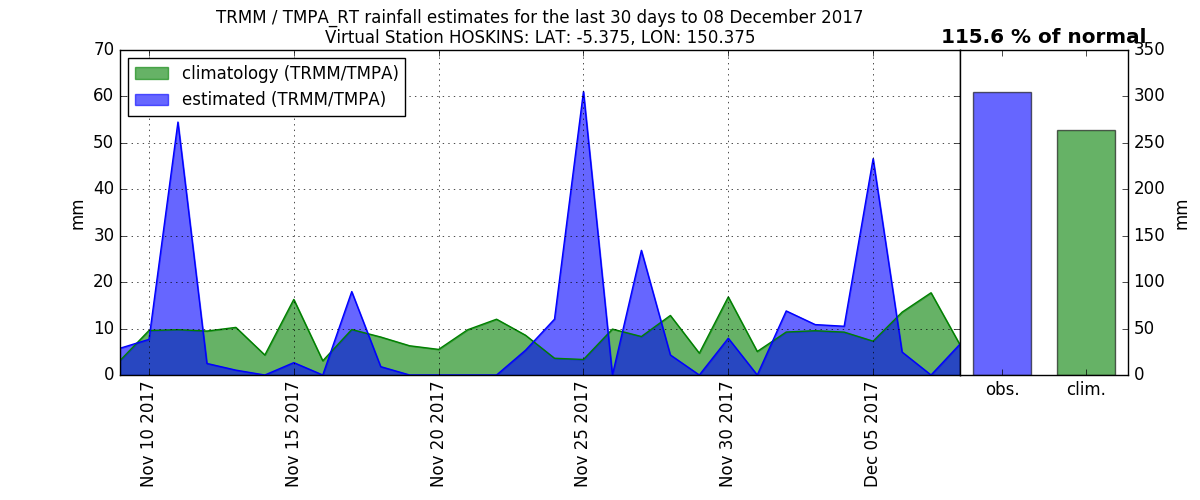 TRMM / TMPA_RT rainfall estimates for the last 30 days to 08 December 2017
Virtual Station HOSKINS: LAT: -5.375, LON: 150.375
115.6 % of normal
climatology (TRMM/TMPA)
estimated (TRMM/TMPA)
mm
70
60
50
40
30
20
10
0
Nov 10 2017
Nov 15 2017
Nov 20 2017
Nov 25 2017
Nov 30 2017
Dec 05 2017
obs.
clim.
350
300
250
200
150
100
50
0
mm